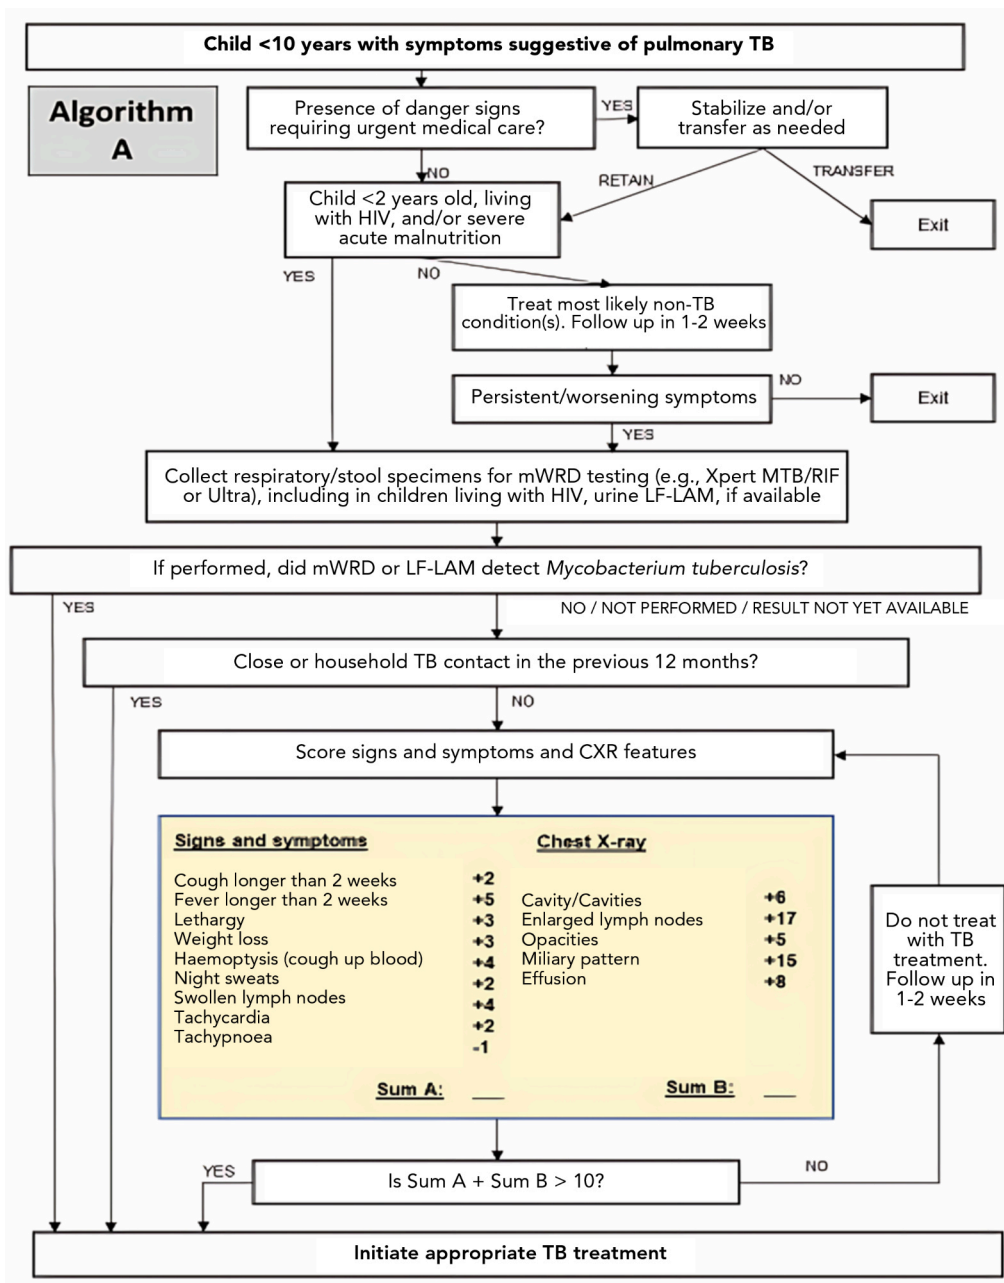 Child <10 years with symptoms suggestive of pulmonary TB
Algorithm
A
Presence of danger signs
requiring urgent medical care?
YES
Stabilize and/or
transfer as needed
NO
RETAIN
TRANSFER
Child <2 years old, living
with HIV, and/or severe
acute malnutrition
Exit
YES
NO
Treat most likely non-TB
condition(s). Follow up in 1-2 weeks
Persistent/worsening symptoms
NO
Exit
YES
Collect respiratory/stool specimens for mWRD testing (e.g., Xpert MTB/RIF
or Ultra), including in children living with HIV, urine LF-LAM, if available
If performed, did mWRD or LF-LAM detect Mycobacterium tuberculosis?
YES
NO / NOT PERFORMED / RESULT NOT YET AVAILABLE
Close or household TB contact in the previous 12 months?
YES
NO
Score signs and symptoms and CXR features
Signs and symptoms
Cough longer than 2 weeks +2
Fever longer than 2 weeks +5
Lethargy +3
Weight loss +3
Haemoptysis (cough up blood) +4
Night sweats +2
Swollen lymph nodes +4
Tachycardia +2
Tachypnoea -1
Sum A: ___
Chest X-ray
Cavity/Cavities +6
Enlarged lymph nodes +17
Opacities +5
Miliary pattern +15
Effusion +8
Sum B: ___
Do not treat
with TB
treatment.
Follow up in
1-2 weeks
Is Sum A + Sum B > 10?
YES
NO
Initiate appropriate TB treatment